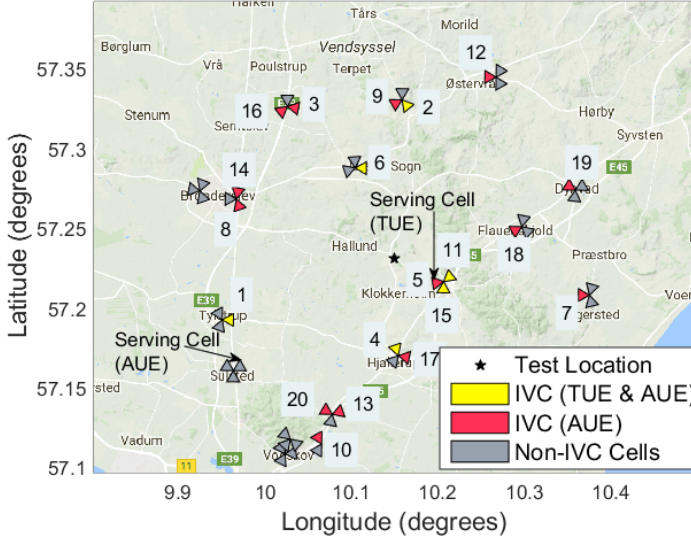 Harken
Tårs
Morild
Børglum
Vrå
Poulstrup
Vendsyssel
Terpet
12
Østervrå
57.35
9
2
16
3
Stenum
Hørby
Syvsten
57.3
6
Sogn
14
19
E45
8
Serving Cell
(TUE)
57.25
Hallund
11
18
Præstbro
5
Klokkerholm
15
7
1
E39
57.2
Serving Cell
(AUE)
4
17
57.15
20
13
10
Vadum
11
E39
57.1
Test Location
IVC (TUE & AUE)
IVC (AUE)
Non-IVC Cells
9.9
10
10.1
10.2
10.3
10.4
Longitude (degrees)
Latitude (degrees)